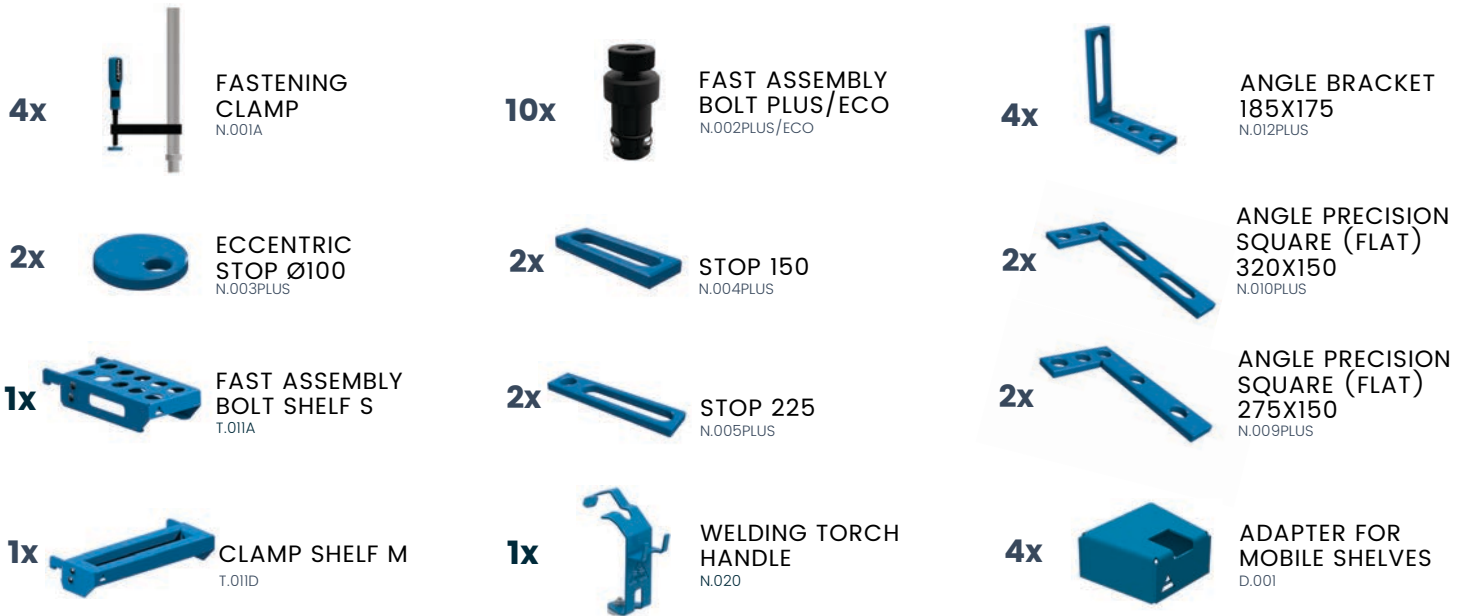 4x
FASTENING
CLAMP
N.001A
10x
FAST ASSEMBLY
BOLT PLUS/ECO
N.002PLUS/ECO
4x
ANGLE BRACKET
185X175
N.012PLUS
2x
ECCENTRIC
STOP Ø100
N.003PLUS
2x
STOP 150
N.004PLUS
2x
ANGLE PRECISION
SQUARE (FLAT)
320X150
N.010PLUS
1x
FAST ASSEMBLY
BOLT SHELF S
T.011A
2x
STOP 225
N.005PLUS
2x
ANGLE PRECISION
SQUARE (FLAT)
275X150
N.009PLUS
1x
CLAMP SHELF M
T.011D
1x
WELDING TORCH
HANDLE
N.020
4x
ADAPTER FOR
MOBILE SHELVES
D.001